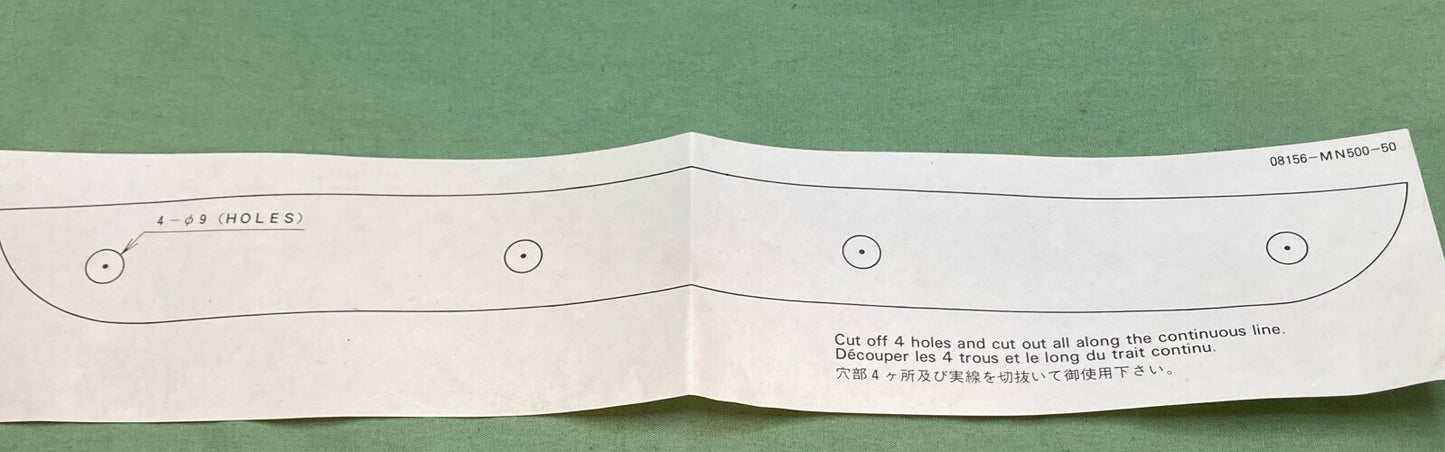 08156-MN500-50
4-φ9 (HOLES)
Cut off 4 holes and cut out all along the continuous line.
Découper les 4 trous et le long du trait continu.
穴部4ヶ所及び実線を切抜いて御使用下さい。